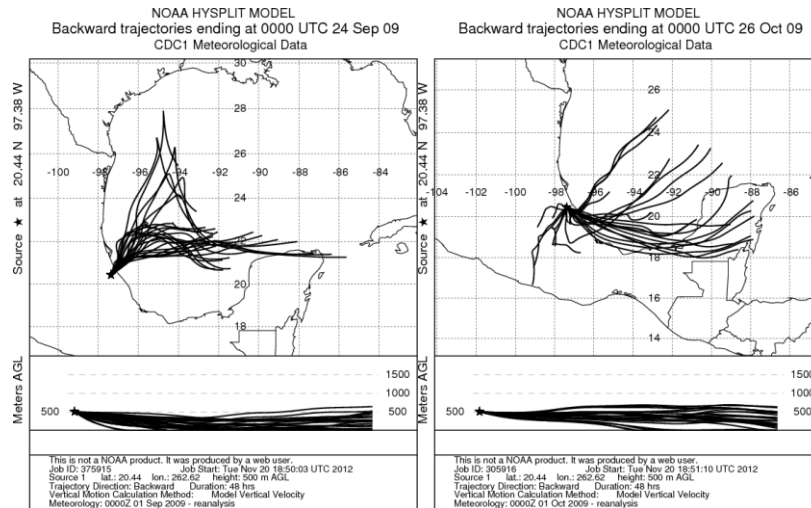 NOAA HYSPLIT MODEL
Backward trajectories ending at 0000 UTC 24 Sep 09
CDC1 Meteorological Data
Source ★ at 20.44 N 97.38 W
30
28
26
24
22
20
18
-100
-98
-96
-94
-92
-90
-88
-86
-84
Meters AGL
500
1500
1000
500
This is not a NOAA product. It was produced by a web user.
Job ID: 375915 Job Start: Tue Nov 20 18:50:03 UTC 2012
Source 1 lat.: 20.44 lon.: 262.62 height: 500 m AGL
Trajectory Direction: Backward Duration: 48 hrs
Vertical Motion Calculation Method: Model Vertical Velocity
Meteorology: 0000Z 01 Sep 2009 - reanalysis
NOAA HYSPLIT MODEL
Backward trajectories ending at 0000 UTC 26 Oct 09
CDC1 Meteorological Data
Source ★ at 20.44 N 97.38 W
26
24
22
20
18
16
14
-104
-102
-100
-98
-96
-94
-92
-90
-88
-86
Meters AGL
500
1500
1000
500
This is not a NOAA product. It was produced by a web user.
Job ID: 305916 Job Start: Tue Nov 20 18:51:10 UTC 2012
Source 1 lat.: 20.44 lon.: 262.62 height: 500 m AGL
Trajectory Direction: Backward Duration: 48 hrs
Vertical Motion Calculation Method: Model Vertical Velocity
Meteorology: 0000Z 01 Oct 2009 - reanalysis